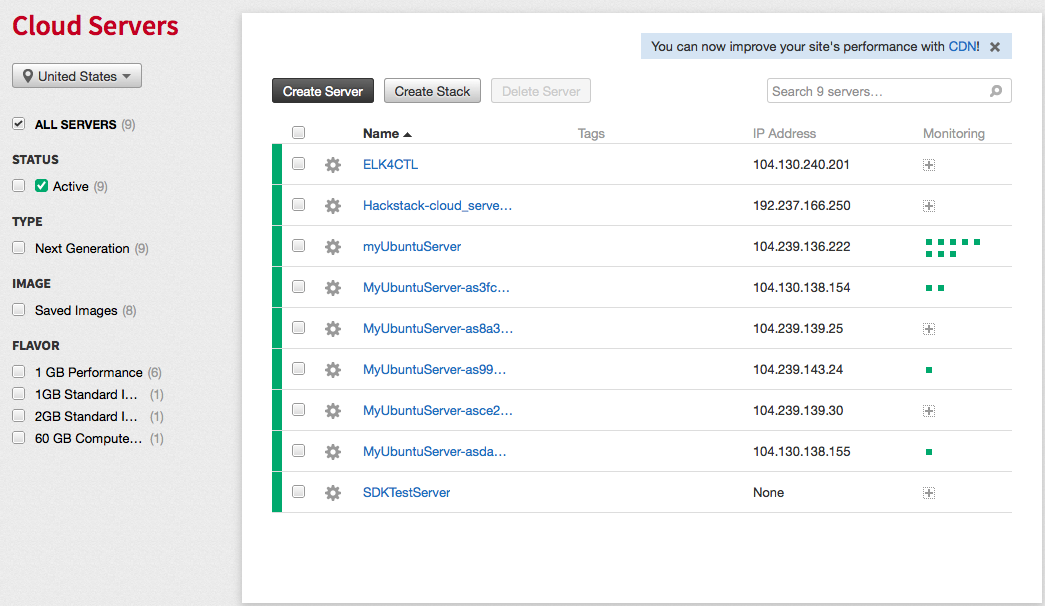 Cloud Servers
United States
ALL SERVERS (9)
STATUS
Active (9)
TYPE
Next Generation (9)
IMAGE
Saved Images (8)
FLAVOR
1 GB Performance (6)
1GB Standard I... (1)
2GB Standard I... (1)
60 GB Compute... (1)
You can now improve your site's performance with CDN!
Create Server Create Stack Delete Server Search 9 servers...
Name Tags IP Address Monitoring
ELK4CTL 104.130.240.201
Hackstack-cloud_serve... 192.237.166.250
myUbuntuServer 104.239.136.222
MyUbuntuServer-as3fc... 104.130.138.154
MyUbuntuServer-as8a3... 104.239.139.25
MyUbuntuServer-as99... 104.239.143.24
MyUbuntuServer-asce2... 104.239.139.30
MyUbuntuServer-asda... 104.130.138.155
SDKTestServer None